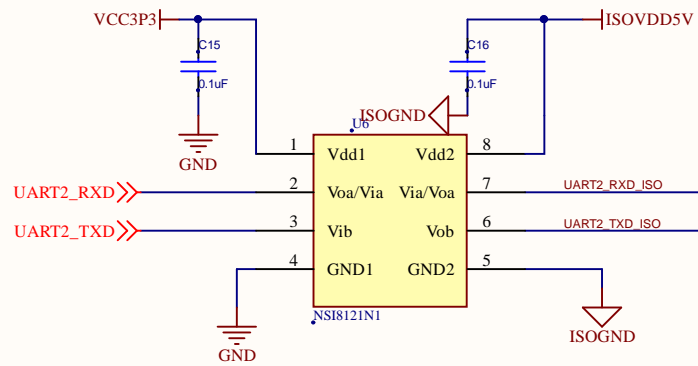 VCC3P3
ISOVDD5V
C15
C16
0.1uF
0.1uF
ISOGND
U6
GND
1
Vdd1
Vdd2
8
UART2_RXD
2
Voa/Via
Via/Voa
7
UART2_RXD_ISO
UART2_TXD
3
Vib
Vob
6
UART2_TXD_ISO
4
GND1
GND2
5
NSI8121N1
GND
ISOGND